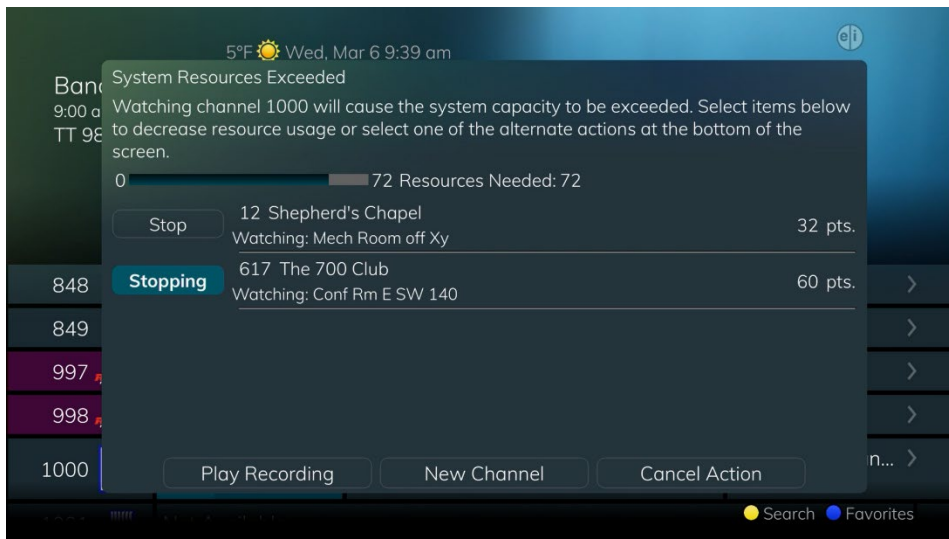 5°F Wed, Mar 6 9:39 am
eli
System Resources Exceeded
9:00 a
TT 98
Watching channel 1000 will cause the system capacity to be exceeded. Select items below
to decrease resource usage or select one of the alternate actions at the bottom of the
screen.
0 72 Resources Needed: 72
Stop 12 Shepherd's Chapel 32 pts.
Watching: Mech Room off Xy
Stopping 617 The 700 Club 60 pts.
Watching: Conf Rm E SW 140
848
849
997
998
1000
Play Recording New Channel Cancel Action
Search Favorites